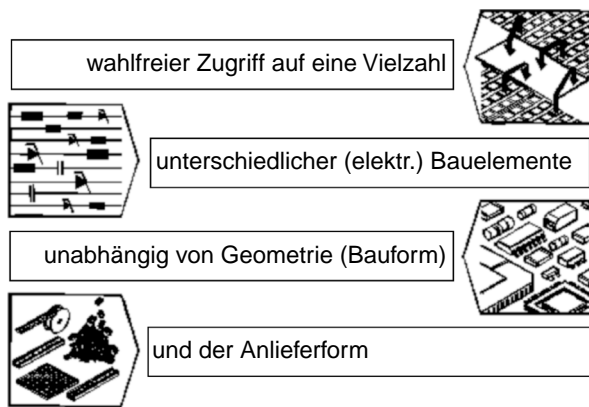 wahlfreier Zugriff auf eine Vielzahl
unterschiedlicher (elektr.) Bauelemente
unabhängig von Geometrie (Bauform)
und der Anlieferform